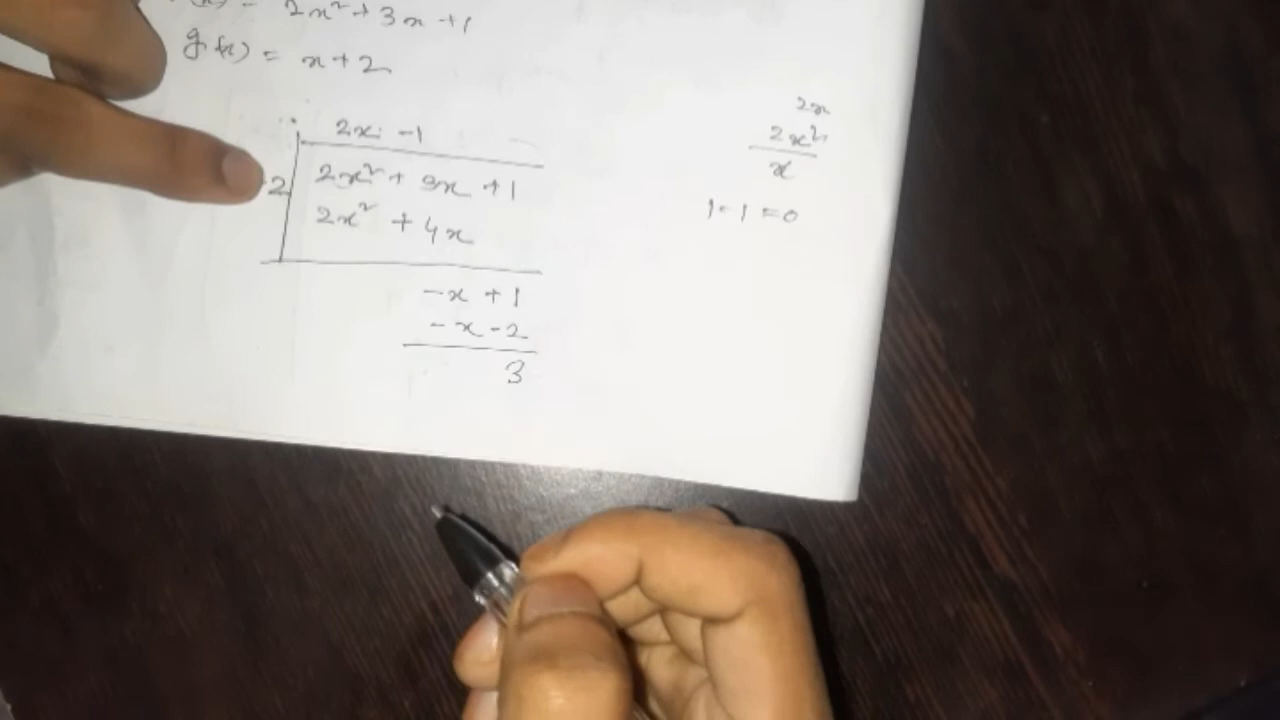 (x) = 2x² + 3x + 1
g(x) = x + 2
2x - 1
2 2x² + 3x + 1
2x² + 4x
-x + 1
-x - 2
3
2x
2x²
x
1 - 1 = 0